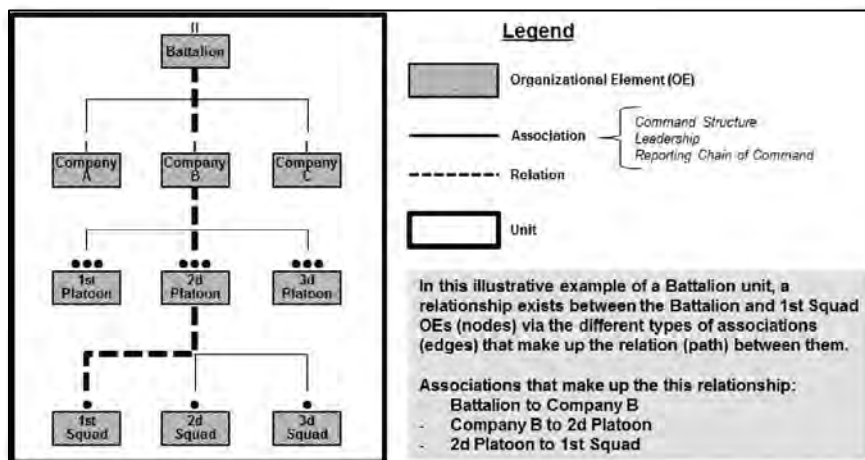 Battalion
Company A
Company B
Company C
1st Platoon
2d Platoon
3d Platoon
1st Squad
2d Squad
3d Squad
Legend
Organizational Element (OE)
Association
Command Structure
Leadership
Reporting Chain of Command
Relation
Unit
In this illustrative example of a Battalion unit, a
relationship exists between the Battalion and 1st Squad
OEs (nodes) via the different types of associations
(edges) that make up the relation (path) between them.
Associations that make up the this relationship:
Battalion to Company B
- Company B to 2d Platoon
- 2d Platoon to 1st Squad